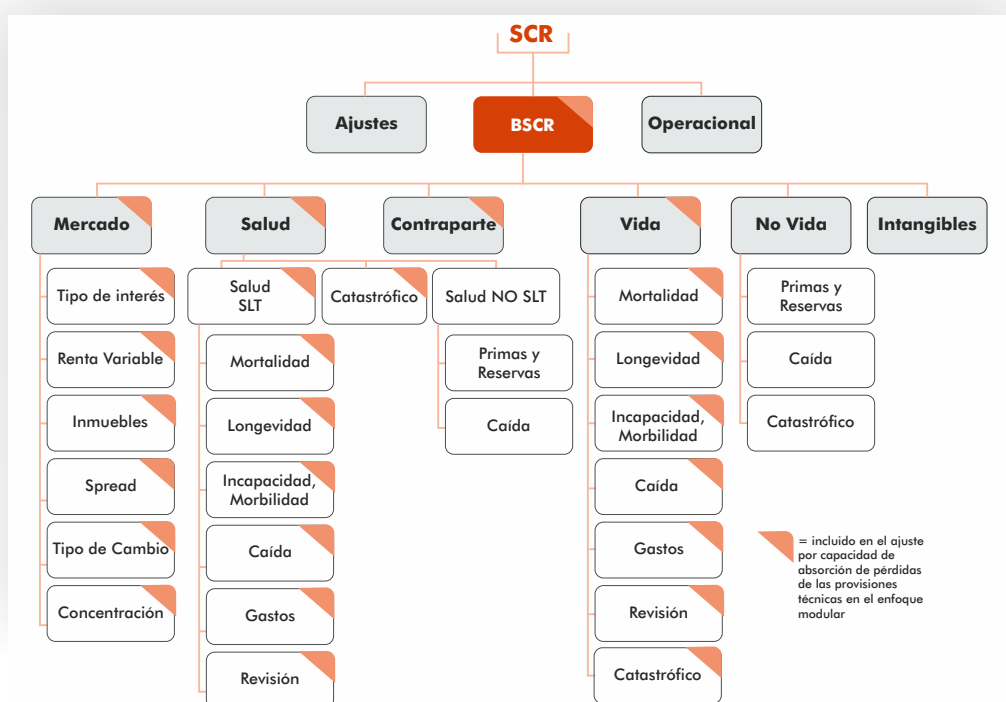 SCR
Ajustes
BSCR
Operacional
Mercado
Salud
Contraparte
Vida
No Vida
Intangibles
Tipo de interés
Renta Variable
Inmuebles
Spread
Tipo de Cambio
Concentración
Salud
SLT
Catastrófico
Salud NO SLT
Mortalidad
Longevidad
Incapacidad,
Morbilidad
Caída
Gastos
Revisión
Primas y
Reservas
Caída
Mortalidad
Longevidad
Incapacidad,
Morbilidad
Caída
Gastos
Revisión
Catastrófico
Primas y
Reservas
Caída
Catastrófico
= incluido en el ajuste
por capacidad de
absorción de pérdidas
de las provisiones
técnicas en el enfoque
modular